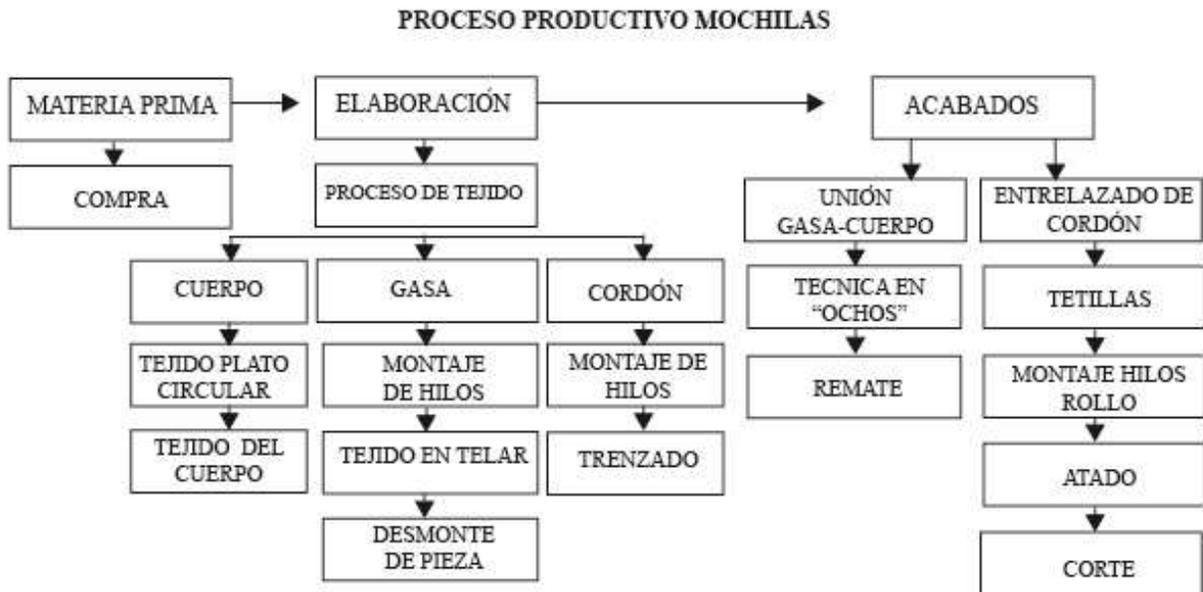 PROCESO PRODUCTIVO MOCHILAS
MATERIA PRIMA
ELABORACIÓN
ACABADOS
COMPRA
PROCESO DE TEJIDO
UNIÓN
GASA-CUERPO
ENTRELAZADO DE
CORDÓN
CUERPO
GASA
CORDÓN
TECNICA EN
“OCHOS”
TETILLAS
TEJIDO PLATO
CIRCULAR
MONTAJE
DE HILOS
MONTAJE DE
HILOS
REMATE
MONTAJE HILOS
ROLLO
TEJIDO DEL
CUERPO
TEJIDO EN TELAR
TRENZADO
ATADO
DESMONTE
DE PIEZA
CORTE